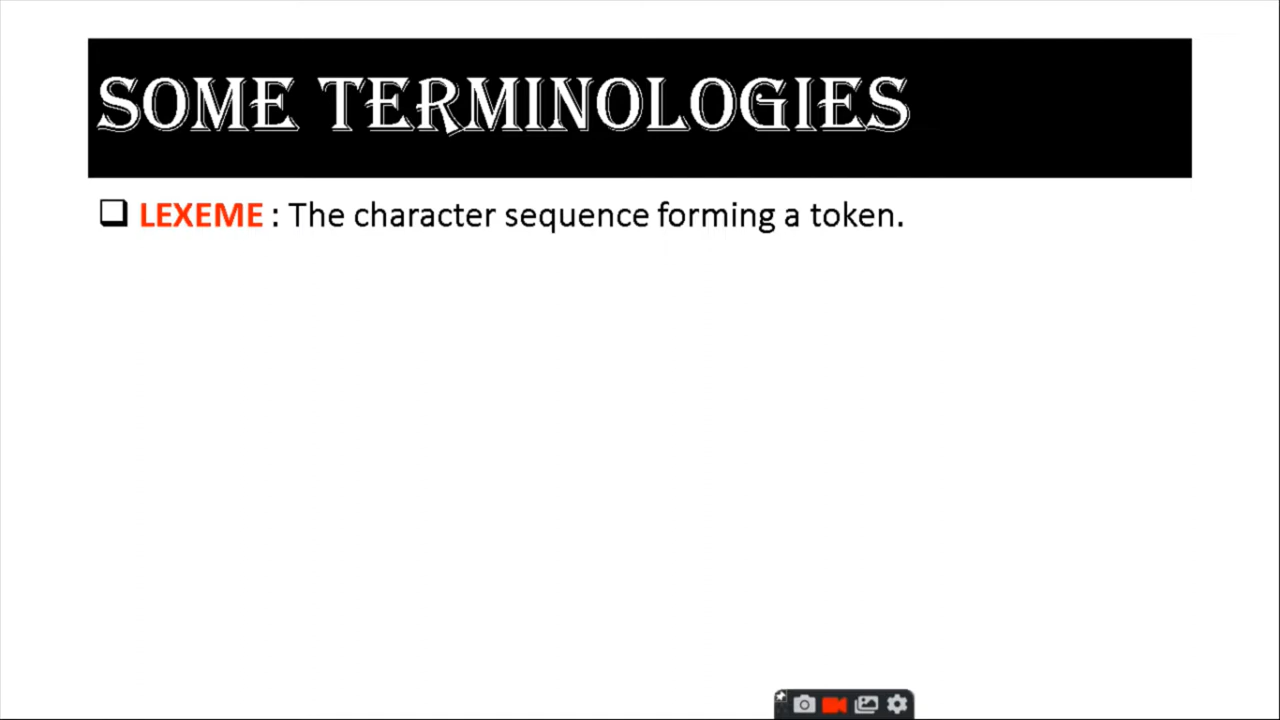 SOME TERMINOLOGIES
LEXEME : The character sequence forming a token.